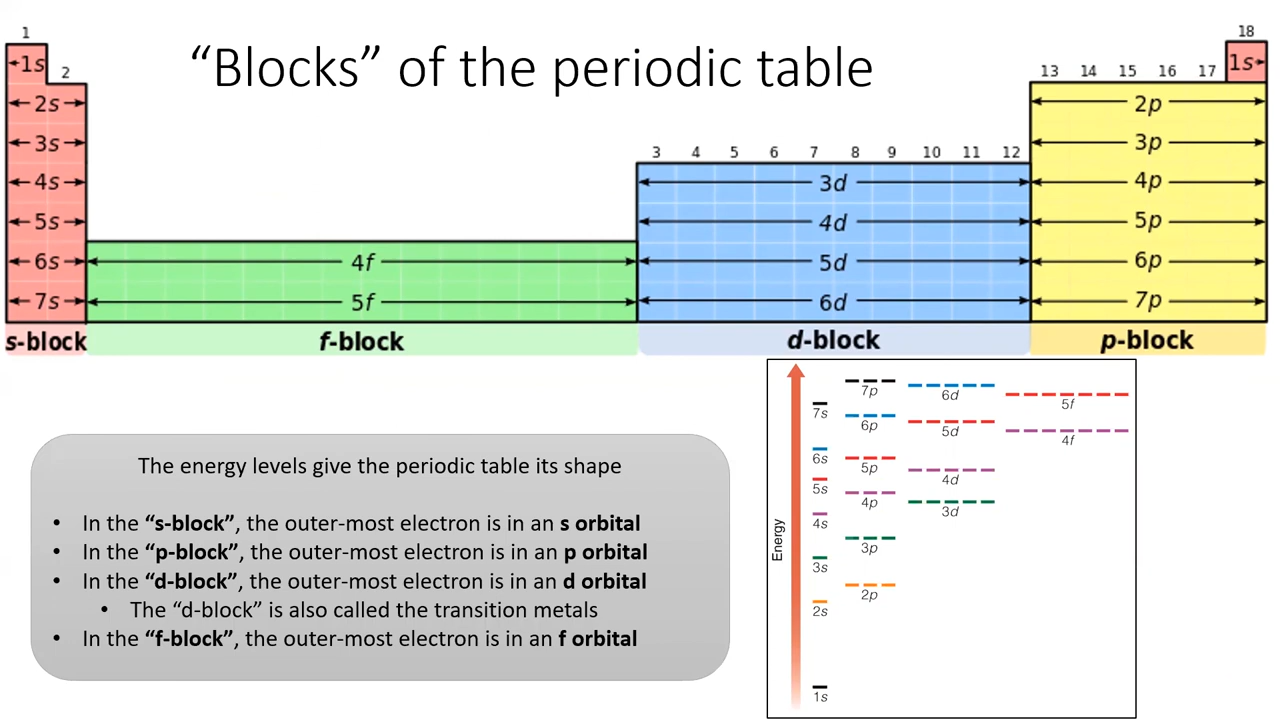 “Blocks” of the periodic table
1
18
1s
2
13 14 15 16 17
1s
2s
2p
3s
3p
3 4 5 6 7 8 9 10 11 12
4s
3d
4p
5s
4d
5p
6s
4f
5d
6p
7s
5f
6d
7p
s-block
f-block
d-block
p-block
The energy levels give the periodic table its shape
• In the “s-block”, the outer-most electron is in an s orbital
• In the “p-block”, the outer-most electron is in an p orbital
• In the “d-block”, the outer-most electron is in an d orbital
• The “d-block” is also called the transition metals
• In the “f-block”, the outer-most electron is in an f orbital
Energy
7p
6d
5f
7s
6p
5d
4f
6s
5p
4d
5s
4p
3d
4s
3p
3s
2p
2s
1s